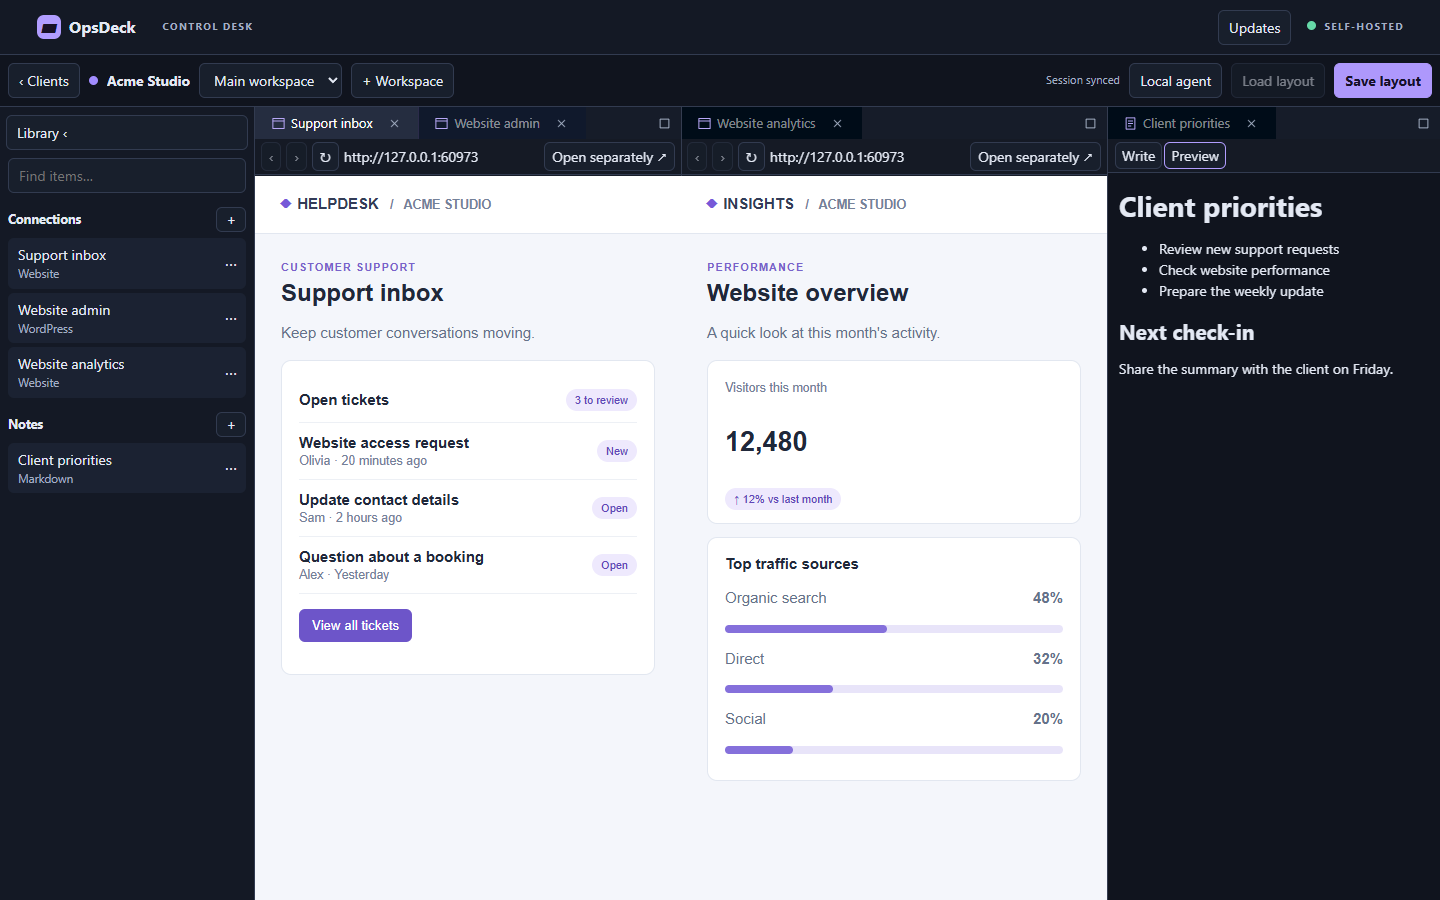 OpsDeck CONTROL DESK Updates SELF-HOSTED
‹ Clients Acme Studio Main workspace + Workspace Session synced Local agent Load layout Save layout
Library ‹
Find items...
Connections +
Support inbox
Website
...
Website admin
WordPress
...
Website analytics
Website
...
Notes +
Client priorities
Markdown
...
Support inbox × Website admin ×
‹ › ↻ http://127.0.0.1:60973 Open separately ↗
HELPDESK / ACME STUDIO
CUSTOMER SUPPORT
Support inbox
Keep customer conversations moving.
Open tickets 3 to review
Website access request
Olivia · 20 minutes ago
New
Update contact details
Sam · 2 hours ago
Open
Question about a booking
Alex · Yesterday
Open
View all tickets
Website analytics ×
‹ › ↻ http://127.0.0.1:60973 Open separately ↗
INSIGHTS / ACME STUDIO
PERFORMANCE
Website overview
A quick look at this month's activity.
Visitors this month
12,480
↑ 12% vs last month
Top traffic sources
Organic search 48%
Direct 32%
Social 20%
Client priorities ×
Write Preview
Client priorities
• Review new support requests
• Check website performance
• Prepare the weekly update
Next check-in
Share the summary with the client on Friday.